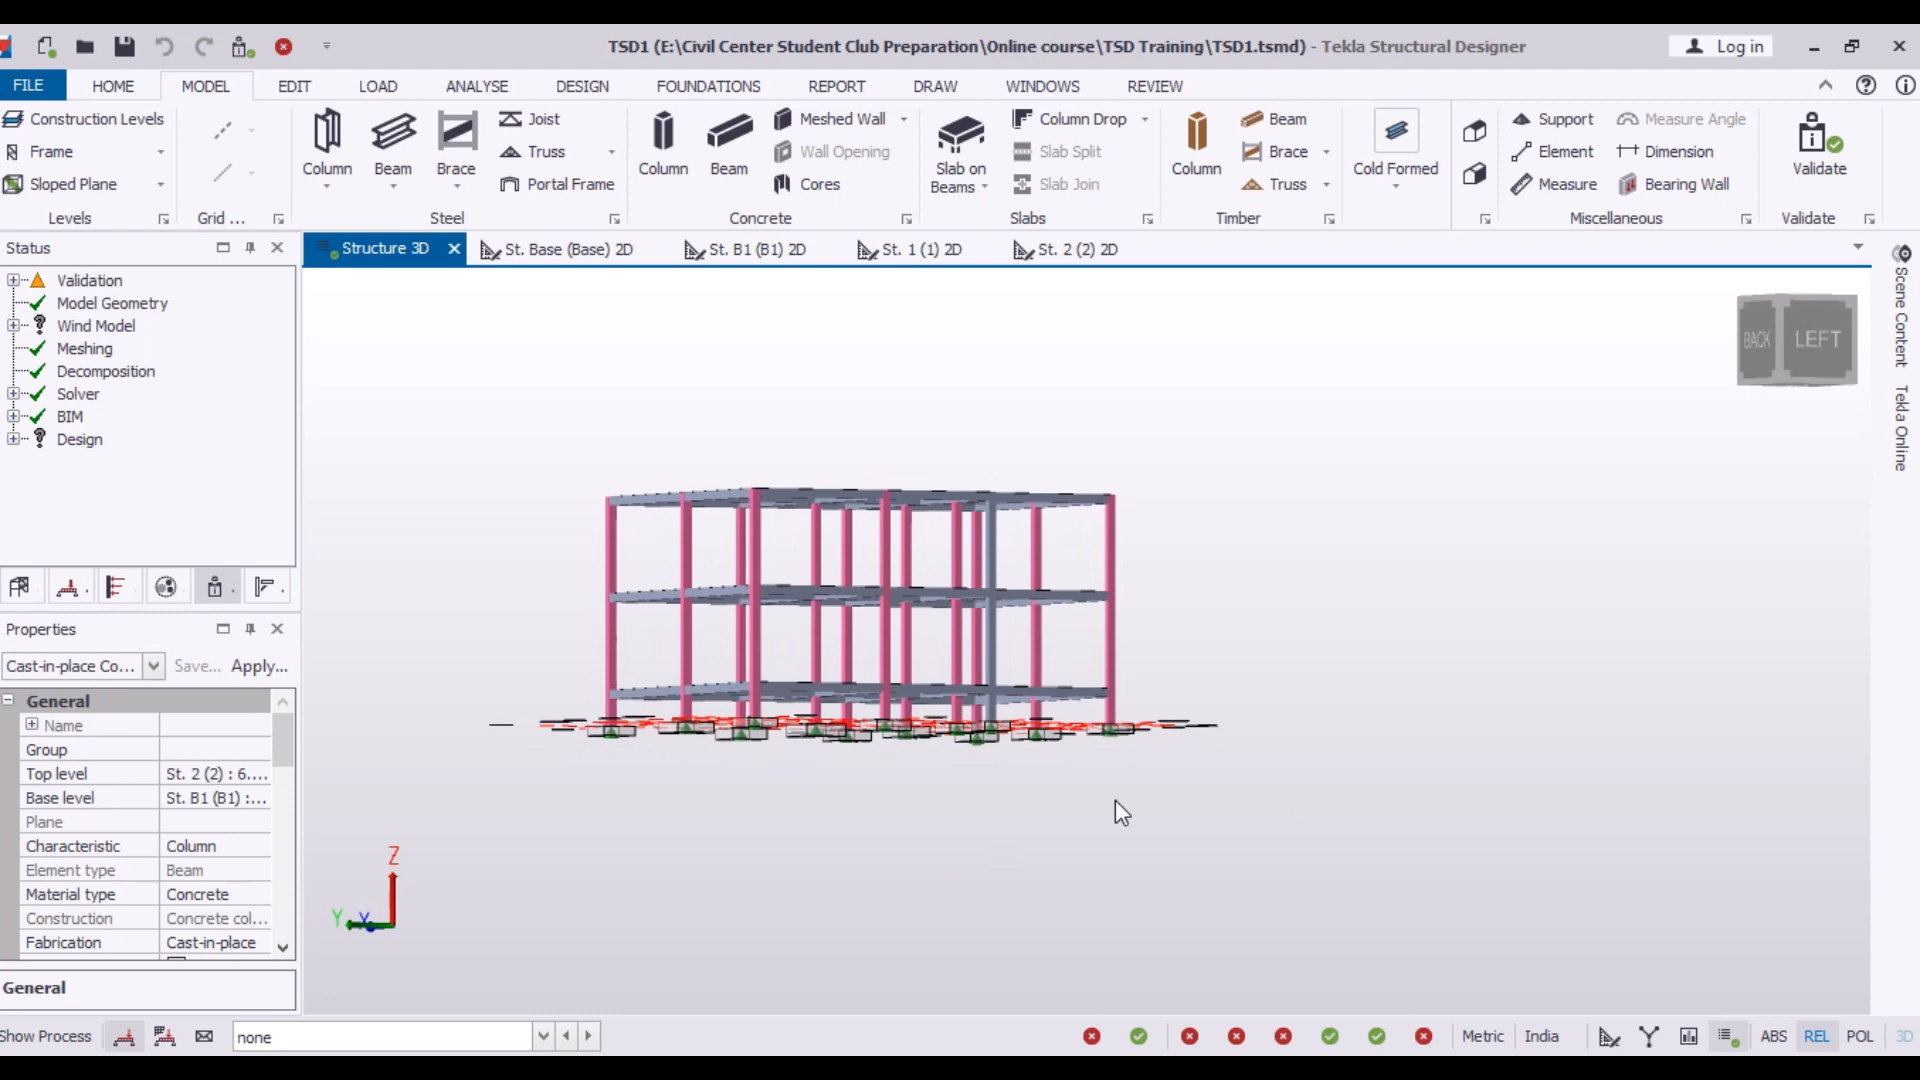 TSD1 (E:\Civil Center Student Club Preparation\Online course\TSD Training\TSD1.tsmd) - Tekla Structural Designer
Log in
FILE HOME MODEL EDIT LOAD ANALYSE DESIGN FOUNDATIONS REPORT DRAW WINDOWS REVIEW
Construction Levels
Frame
Sloped Plane
Levels
Grid ...
Column
Beam
Brace
Joist
Truss
Portal Frame
Steel
Column
Beam
Meshed Wall
Wall Opening
Cores
Concrete
Slab on
Beams
Column Drop
Slab Split
Slab Join
Slabs
Column
Beam
Brace
Truss
Timber
Cold Formed
Support
Element
Measure
Measure Angle
Dimension
Bearing Wall
Miscellaneous
Validate
Validate
Status
Validation
Model Geometry
Wind Model
Meshing
Decomposition
Solver
BIM
Design
Structure 3D
St. Base (Base) 2D
St. B1 (B1) 2D
St. 1 (1) 2D
St. 2 (2) 2D
Scene Content
Tekla Online
BACK
LEFT
Z
Y
Properties
Cast-in-place Co...
Save...
Apply...
General
Name
Group
Top level St. 2 (2) : 6....
Base level St. B1 (B1) :...
Plane
Characteristic Column
Element type Beam
Material type Concrete
Construction Concrete col...
Fabrication Cast-in-place
General
Show Process
none
Metric
India
ABS
REL
POL
3D